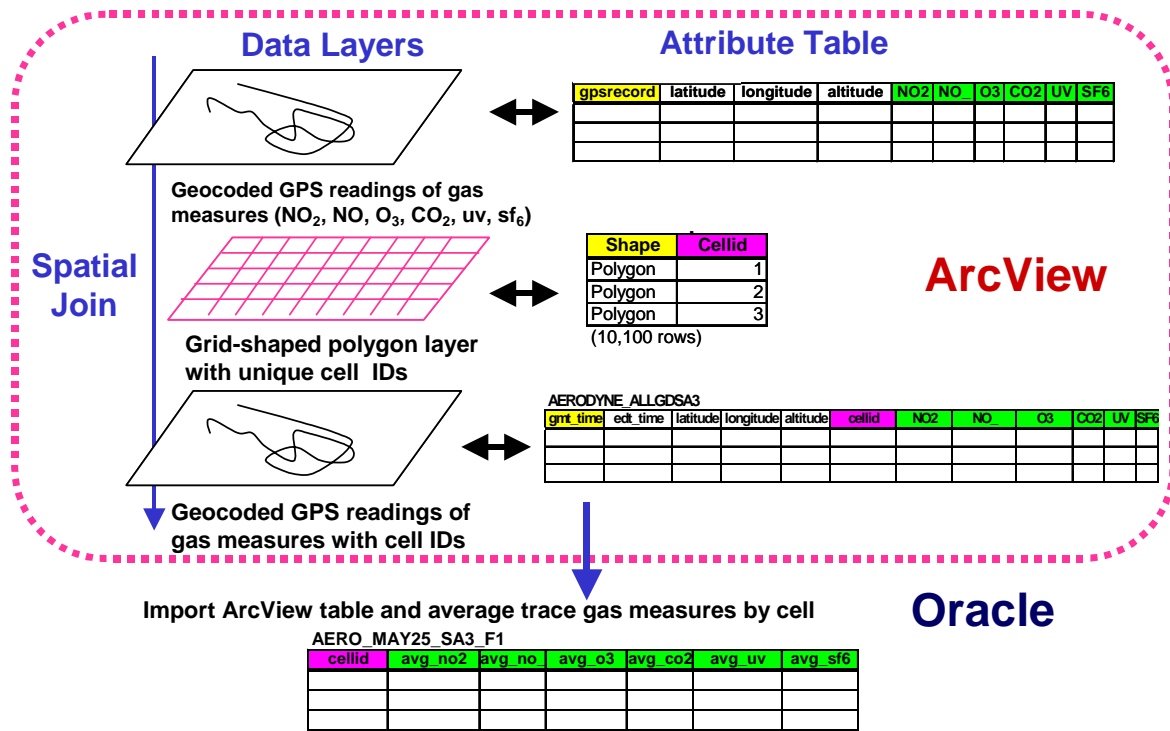 Data Layers
Attribute Table
gpsrecord latitude longitude altitude NO2 NO_ O3 CO2 UV SF6
Geocoded GPS readings of gas
measures (NO₂, NO, O₃, CO₂, uv, sf₆)
Spatial
Join
Shape Cellid
Polygon 1
Polygon 2
Polygon 3
(10,100 rows)
ArcView
Grid-shaped polygon layer
with unique cell IDs
AERODYNE_ALLGDSA3
gmt_time edt_time latitude longitude altitude cellid NO2 NO_ O3 CO2 UV SF6
Geocoded GPS readings of
gas measures with cell IDs
Import ArcView table and average trace gas measures by cell
Oracle
AERO_MAY25_SA3_F1
cellid avg_no2 avg_no_ avg_o3 avg_co2 avg_uv avg_sf6